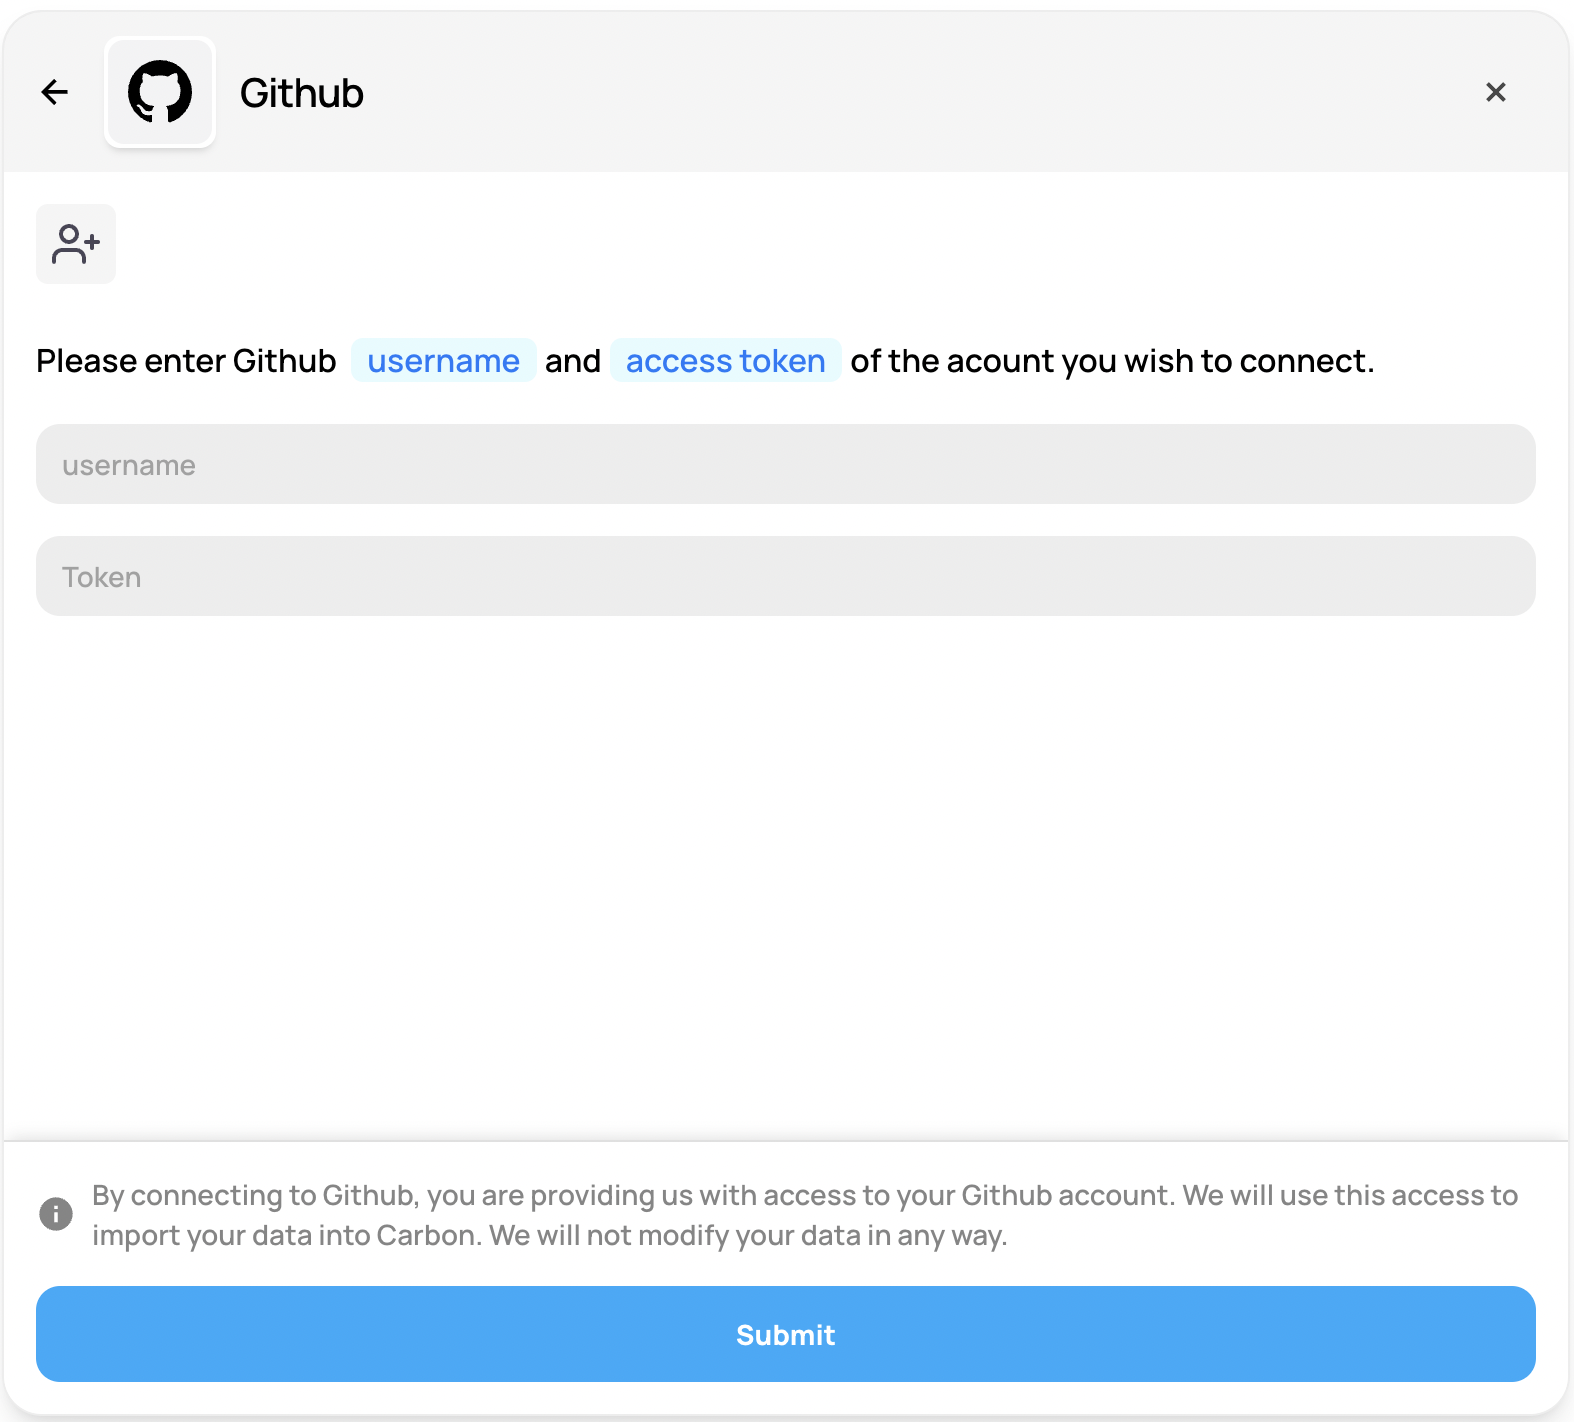 Github
Please enter Github username and access token of the acount you wish to connect.
username
Token
By connecting to Github, you are providing us with access to your Github account. We will use this access to
import your data into Carbon. We will not modify your data in any way.
Submit